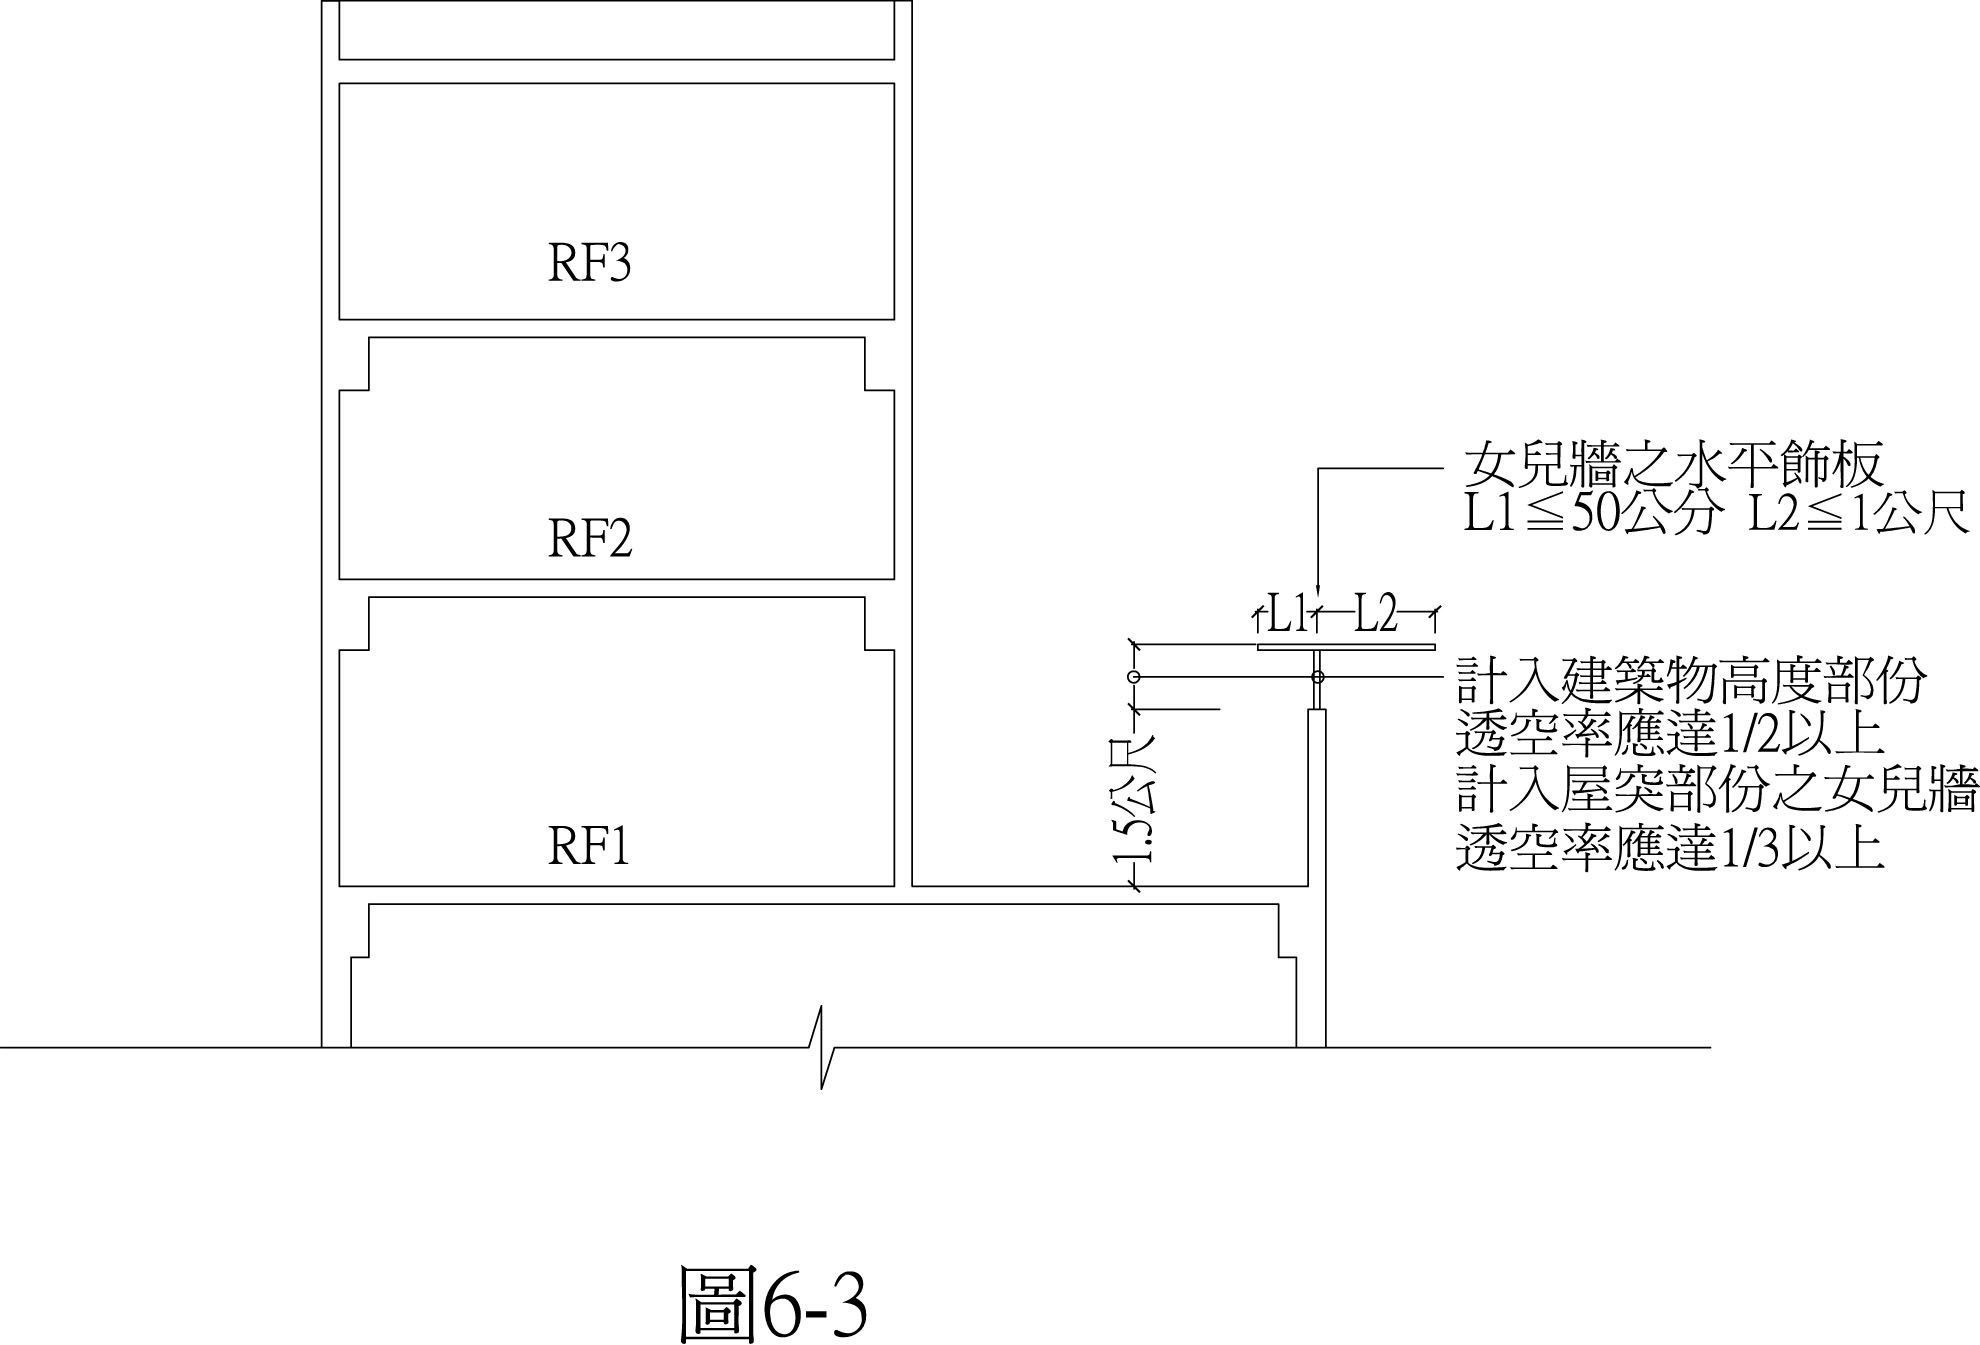 RF3
RF2
RF1
女兒牆之水平飾板
L1≦50公分 L2≦1公尺
L1 L2
計入建築物高度部份
透空率應達1/2以上
計入屋突部份之女兒牆
透空率應達1/3以上
1.5公尺
圖6-3